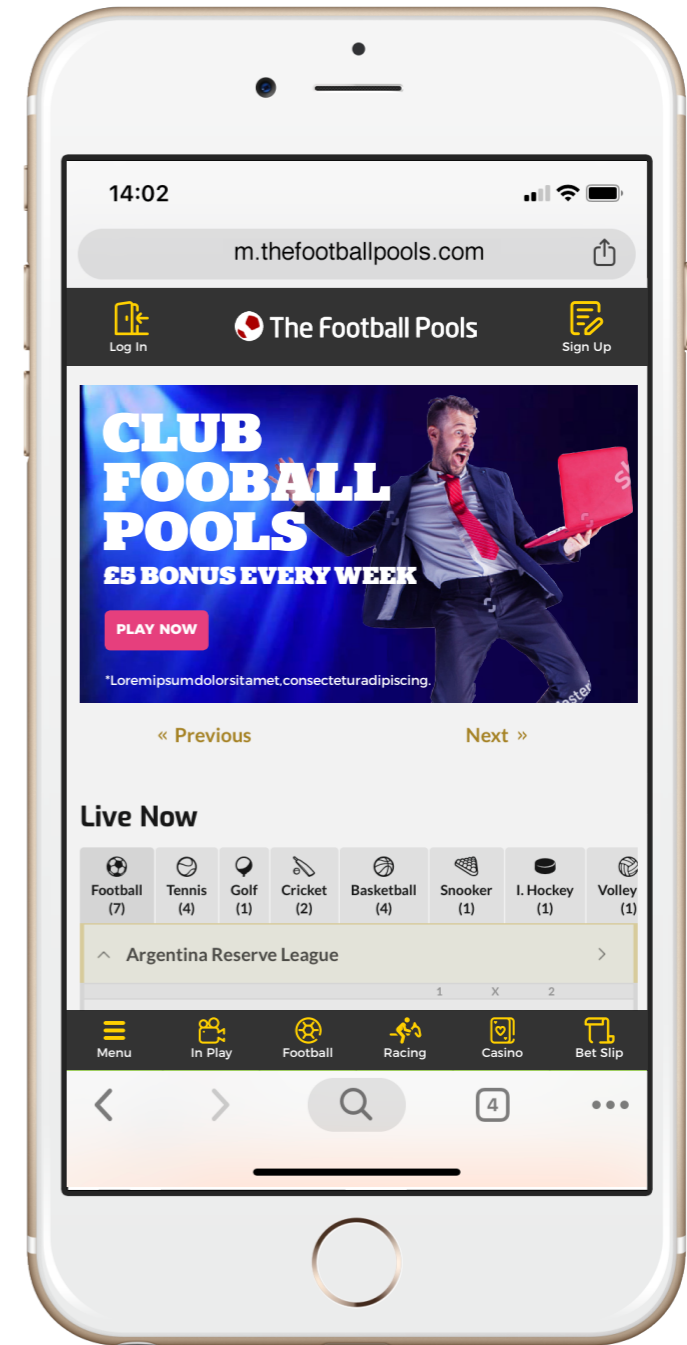 14:02
m.thefootballpools.com
Log In
The Football Pools
Sign Up
CLUB
FOOBALL
POOLS
£5 BONUS EVERY WEEK
PLAY NOW
*Loremipsumdolorsitamet,consecteturadipiscing.
« Previous Next »
Live Now
Football Tennis Golf Cricket Basketball Snooker I. Hockey Volley
(7) (4) (1) (2) (4) (1) (1) (1)
Argentina Reserve League
1 X 2
Menu In Play Football Racing Casino Bet Slip
4